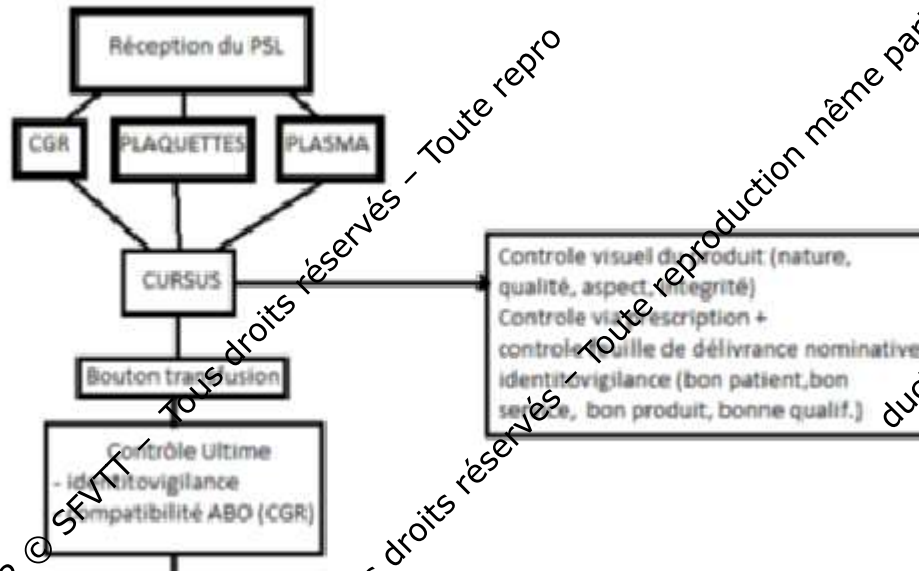 Réception du PSL
CGR
PLAQUETTES
PLASMA
CURSUS
Controle visuel du produit (nature,
qualité, aspect, integrité)
Controle via prescription +
controle feuille de délivrance nominative
identitovigilance (bon patient,bon
service, bon produit, bonne qualif.)
Bouton transfusion
Contrôle Ultime
- identitovigilance
- compatibilité ABO (CGR)
© SFVTT – Tous droits réservés – Toute repro
s droits réservés – Toute reproduction même par
duc